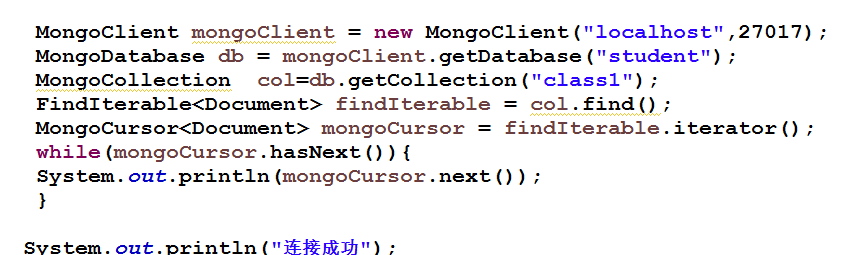 MongoClient mongoClient = new MongoClient("localhost",27017);
MongoDatabase db = mongoClient.getDatabase("student");
MongoCollection  col=db.getCollection("class1");
FindIterable<Document> findIterable = col.find();
MongoCursor<Document> mongoCursor = findIterable.iterator();
while(mongoCursor.hasNext()){
System.out.println(mongoCursor.next());
}
System.out.println("连接成功");